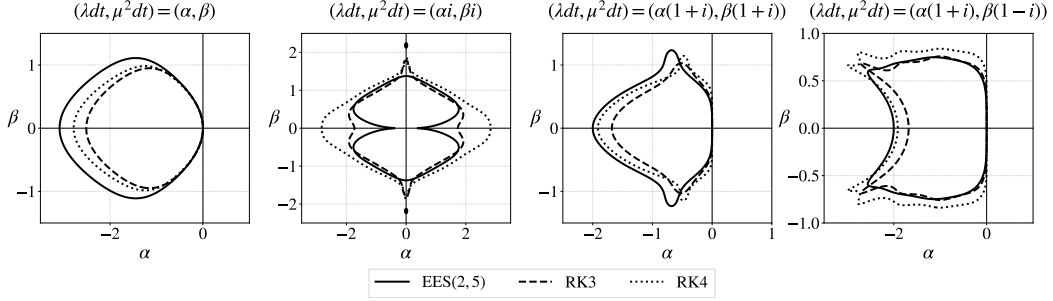 (λdt, μ²dt) = (α, β)
(λdt, μ²dt) = (αi, βi)
(λdt, μ²dt) = (α(1 + i), β(1 + i))
(λdt, μ²dt) = (α(1 + i), β(1 − i))
β
1
0
−1
−2
0
α
β
2
1
0
−1
−2
−2
0
2
α
β
1
0
−1
−2
−1
0
1
α
β
1.0
0.5
0.0
−0.5
−1.0
−2
0
α
EES(2, 5)
RK3
RK4